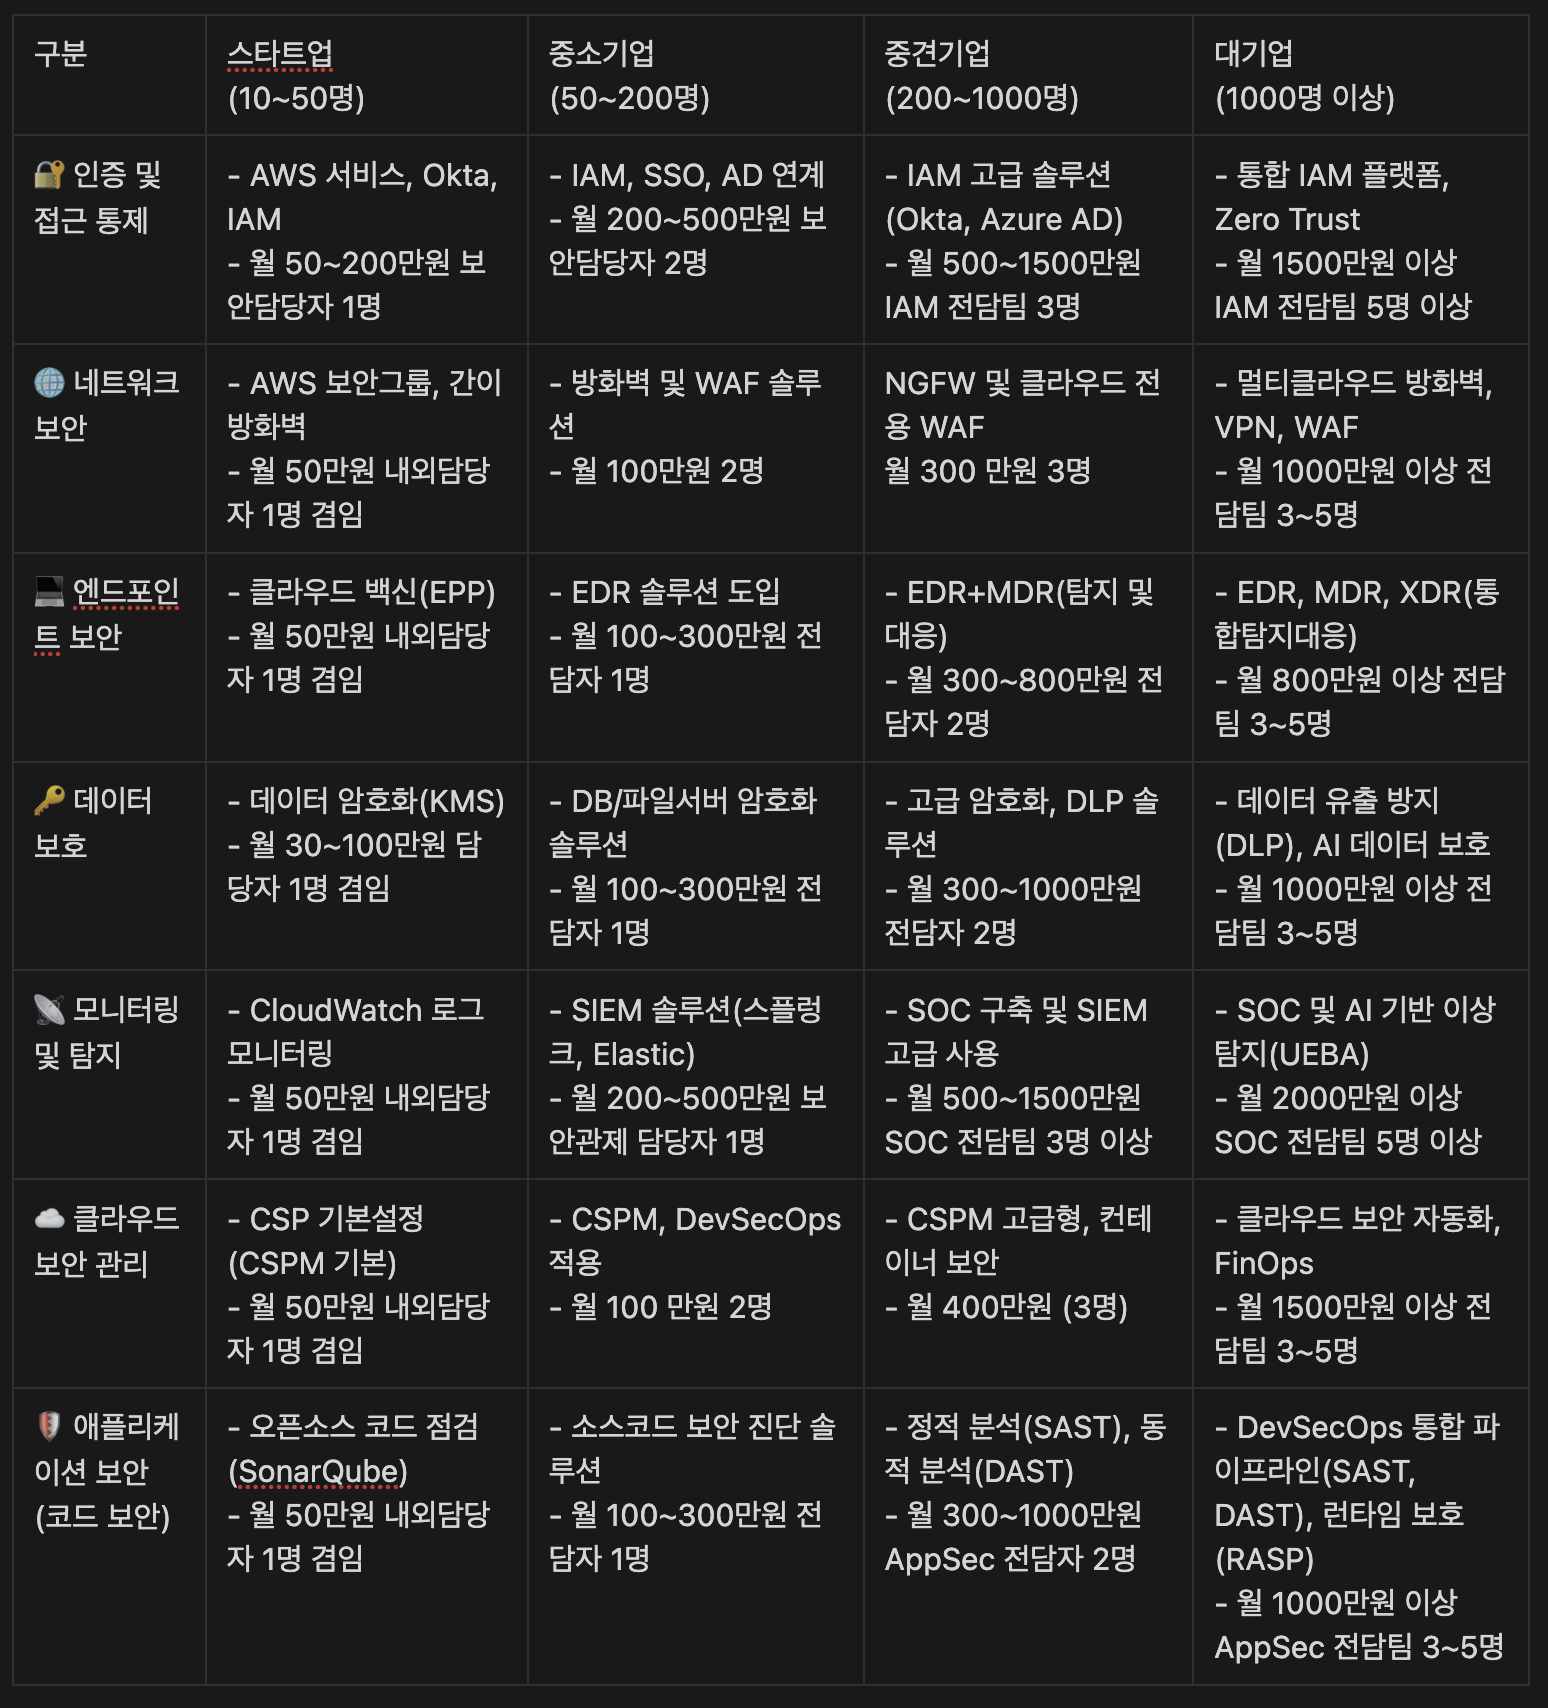 구분
스타트업
(10~50명)
중소기업
(50~200명)
중견기업
(200~1000명)
대기업
(1000명 이상)
🔐 인증 및
접근 통제
- AWS 서비스, Okta,
IAM
- 월 50~200만원 보
안담당자 1명
- IAM, SSO, AD 연계
- 월 200~500만원 보
안담당자 2명
- IAM 고급 솔루션
(Okta, Azure AD)
- 월 500~1500만원
IAM 전담팀 3명
- 통합 IAM 플랫폼,
Zero Trust
- 월 1500만원 이상
IAM 전담팀 5명 이상
🌐 네트워크
보안
- AWS 보안그룹, 간이
방화벽
- 월 50만원 내외담당
자 1명 겸임
- 방화벽 및 WAF 솔루
션
- 월 100만원 2명
NGFW 및 클라우드 전
용 WAF
월 300 만원 3명
- 멀티클라우드 방화벽,
VPN, WAF
- 월 1000만원 이상 전
담팀 3~5명
💻 엔드포인
트 보안
- 클라우드 백신(EPP)
- 월 50만원 내외담당
자 1명 겸임
- EDR 솔루션 도입
- 월 100~300만원 전
담자 1명
- EDR+MDR(탐지 및
대응)
- 월 300~800만원 전
담자 2명
- EDR, MDR, XDR(통
합탐지대응)
- 월 800만원 이상 전담
팀 3~5명
🔑 데이터
보호
- 데이터 암호화(KMS)
- 월 30~100만원 담
당자 1명 겸임
- DB/파일서버 암호화
솔루션
- 월 100~300만원 전
담자 1명
- 고급 암호화, DLP 솔
루션
- 월 300~1000만원
전담자 2명
- 데이터 유출 방지
(DLP), AI 데이터 보호
- 월 1000만원 이상 전
담팀 3~5명
📡 모니터링
및 탐지
- CloudWatch 로그
모니터링
- 월 50만원 내외담당
자 1명 겸임
- SIEM 솔루션(스플렁
크, Elastic)
- 월 200~500만원 보
안관제 담당자 1명
- SOC 구축 및 SIEM
고급 사용
- 월 500~1500만원
SOC 전담팀 3명 이상
- SOC 및 AI 기반 이상
탐지(UEBA)
- 월 2000만원 이상
SOC 전담팀 5명 이상
☁️ 클라우드
보안 관리
- CSP 기본설정
(CSPM 기본)
- 월 50만원 내외담당
자 1명 겸임
- CSPM, DevSecOps
적용
- 월 100 만원 2명
- CSPM 고급형, 컨테
이너 보안
- 월 400만원 (3명)
- 클라우드 보안 자동화,
FinOps
- 월 1500만원 이상 전
담팀 3~5명
🛡️ 애플리케
이션 보안
(코드 보안)
- 오픈소스 코드 점검
(SonarQube)
- 월 50만원 내외담당
자 1명 겸임
- 소스코드 보안 진단 솔
루션
- 월 100~300만원 전
담자 1명
- 정적 분석(SAST), 동
적 분석(DAST)
- 월 300~1000만원
AppSec 전담자 2명
- DevSecOps 통합 파
이프라인(SAST,
DAST), 런타임 보호
(RASP)
- 월 1000만원 이상
AppSec 전담팀 3~5명